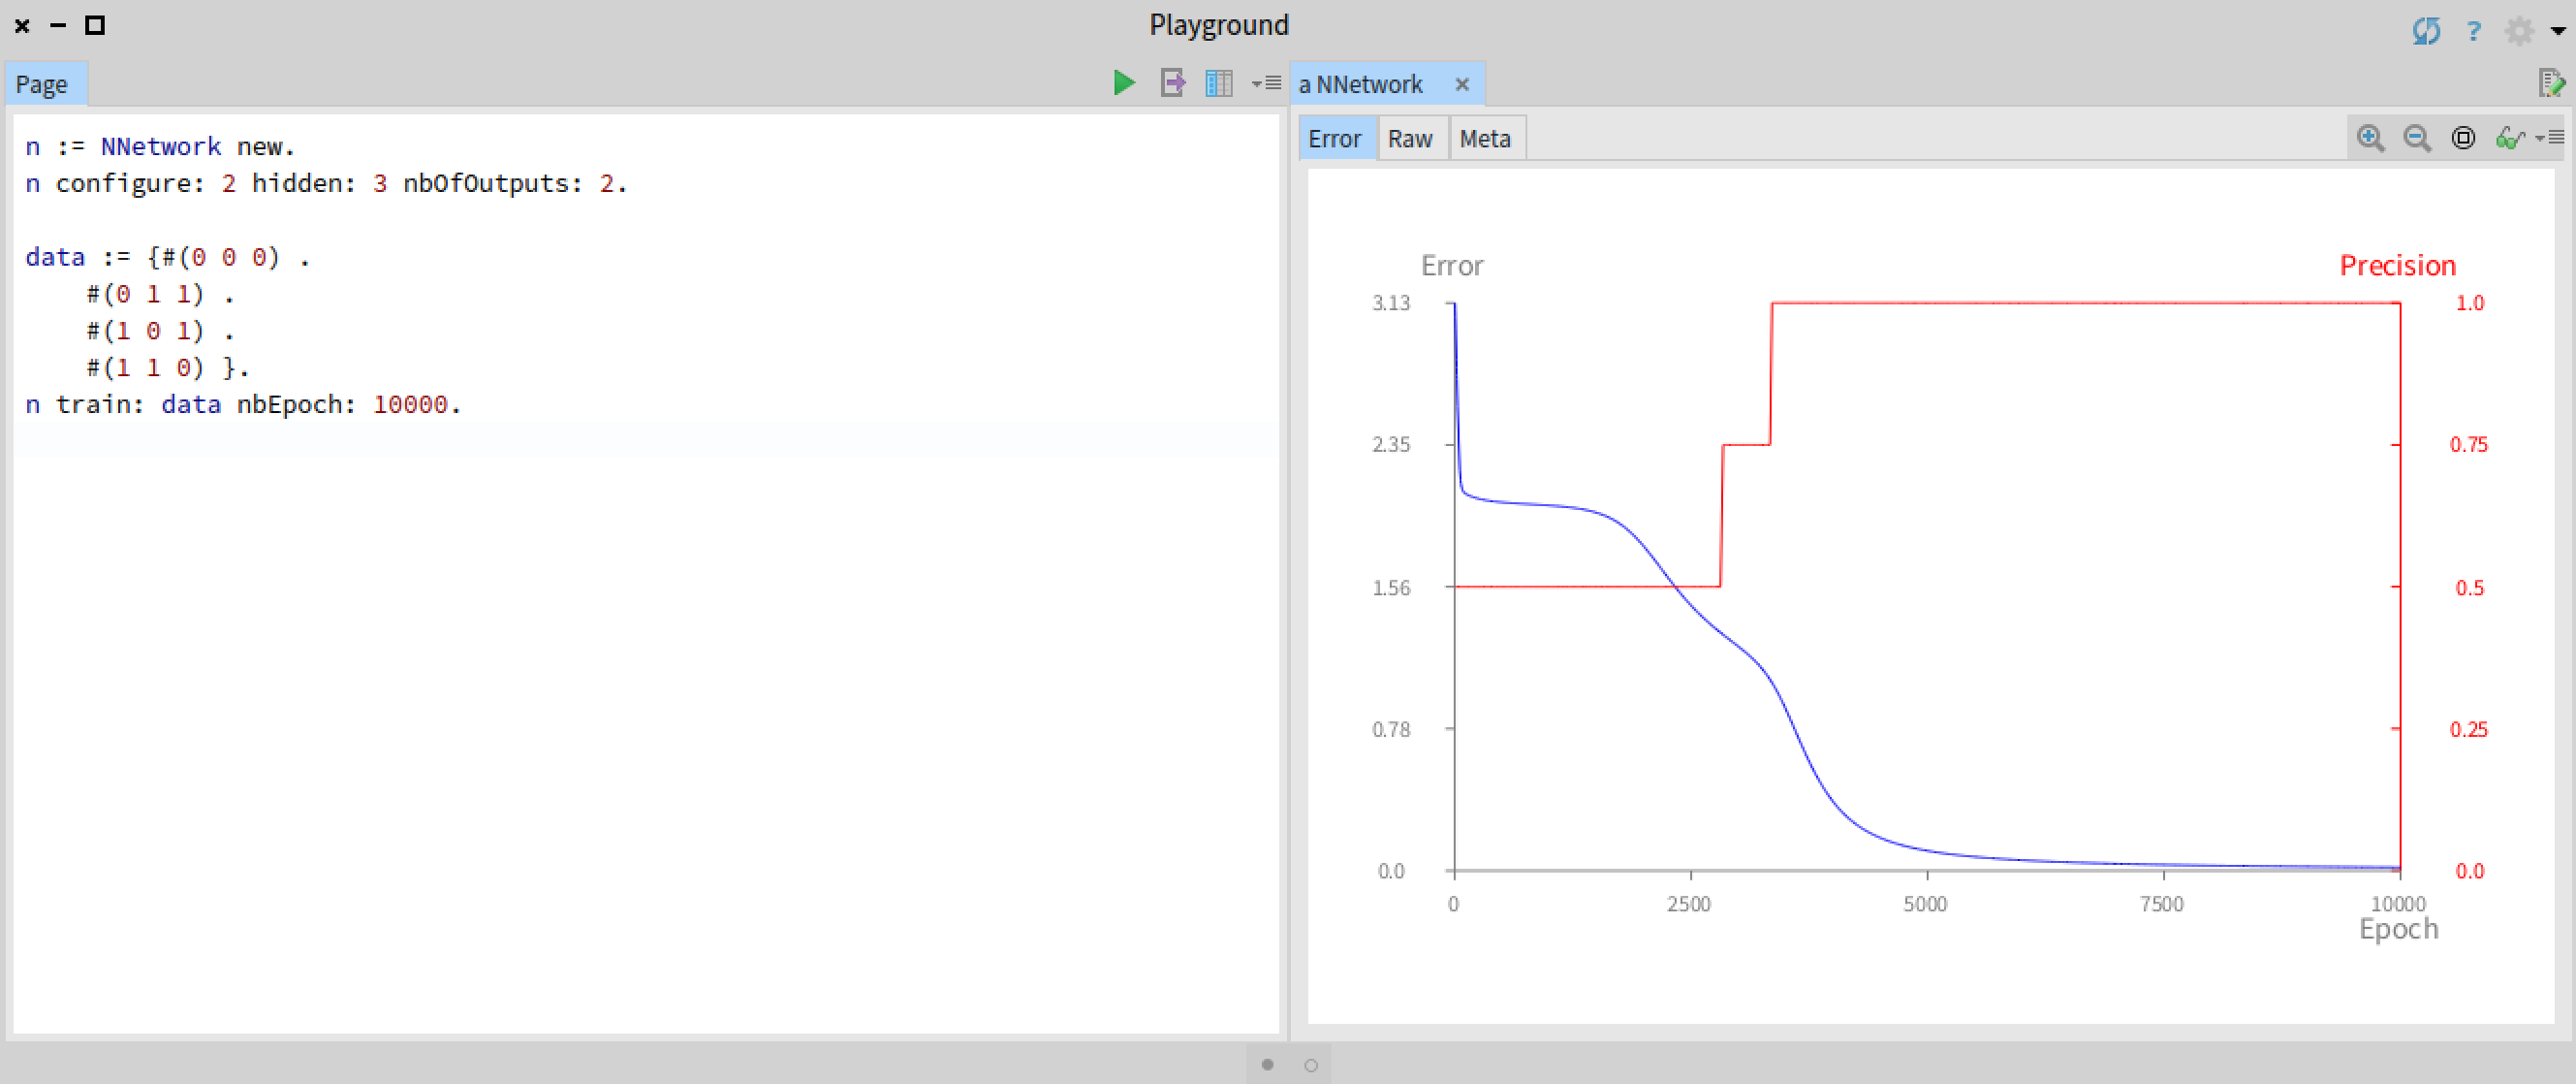 Playground
?
Page
a NNetwork
n := NNetwork new.
n configure: 2 hidden: 3 nbOfOutputs: 2.
data := {#(0 0 0) .
#(0 1 1) .
#(1 0 1) .
#(1 1 0) }.
n train: data nbEpoch: 10000.
Error Raw Meta
Error
Precision
3.13
2.35
1.56
0.78
0.0
1.0
0.75
0.5
0.25
0.0
0 2500 5000 7500 10000
Epoch